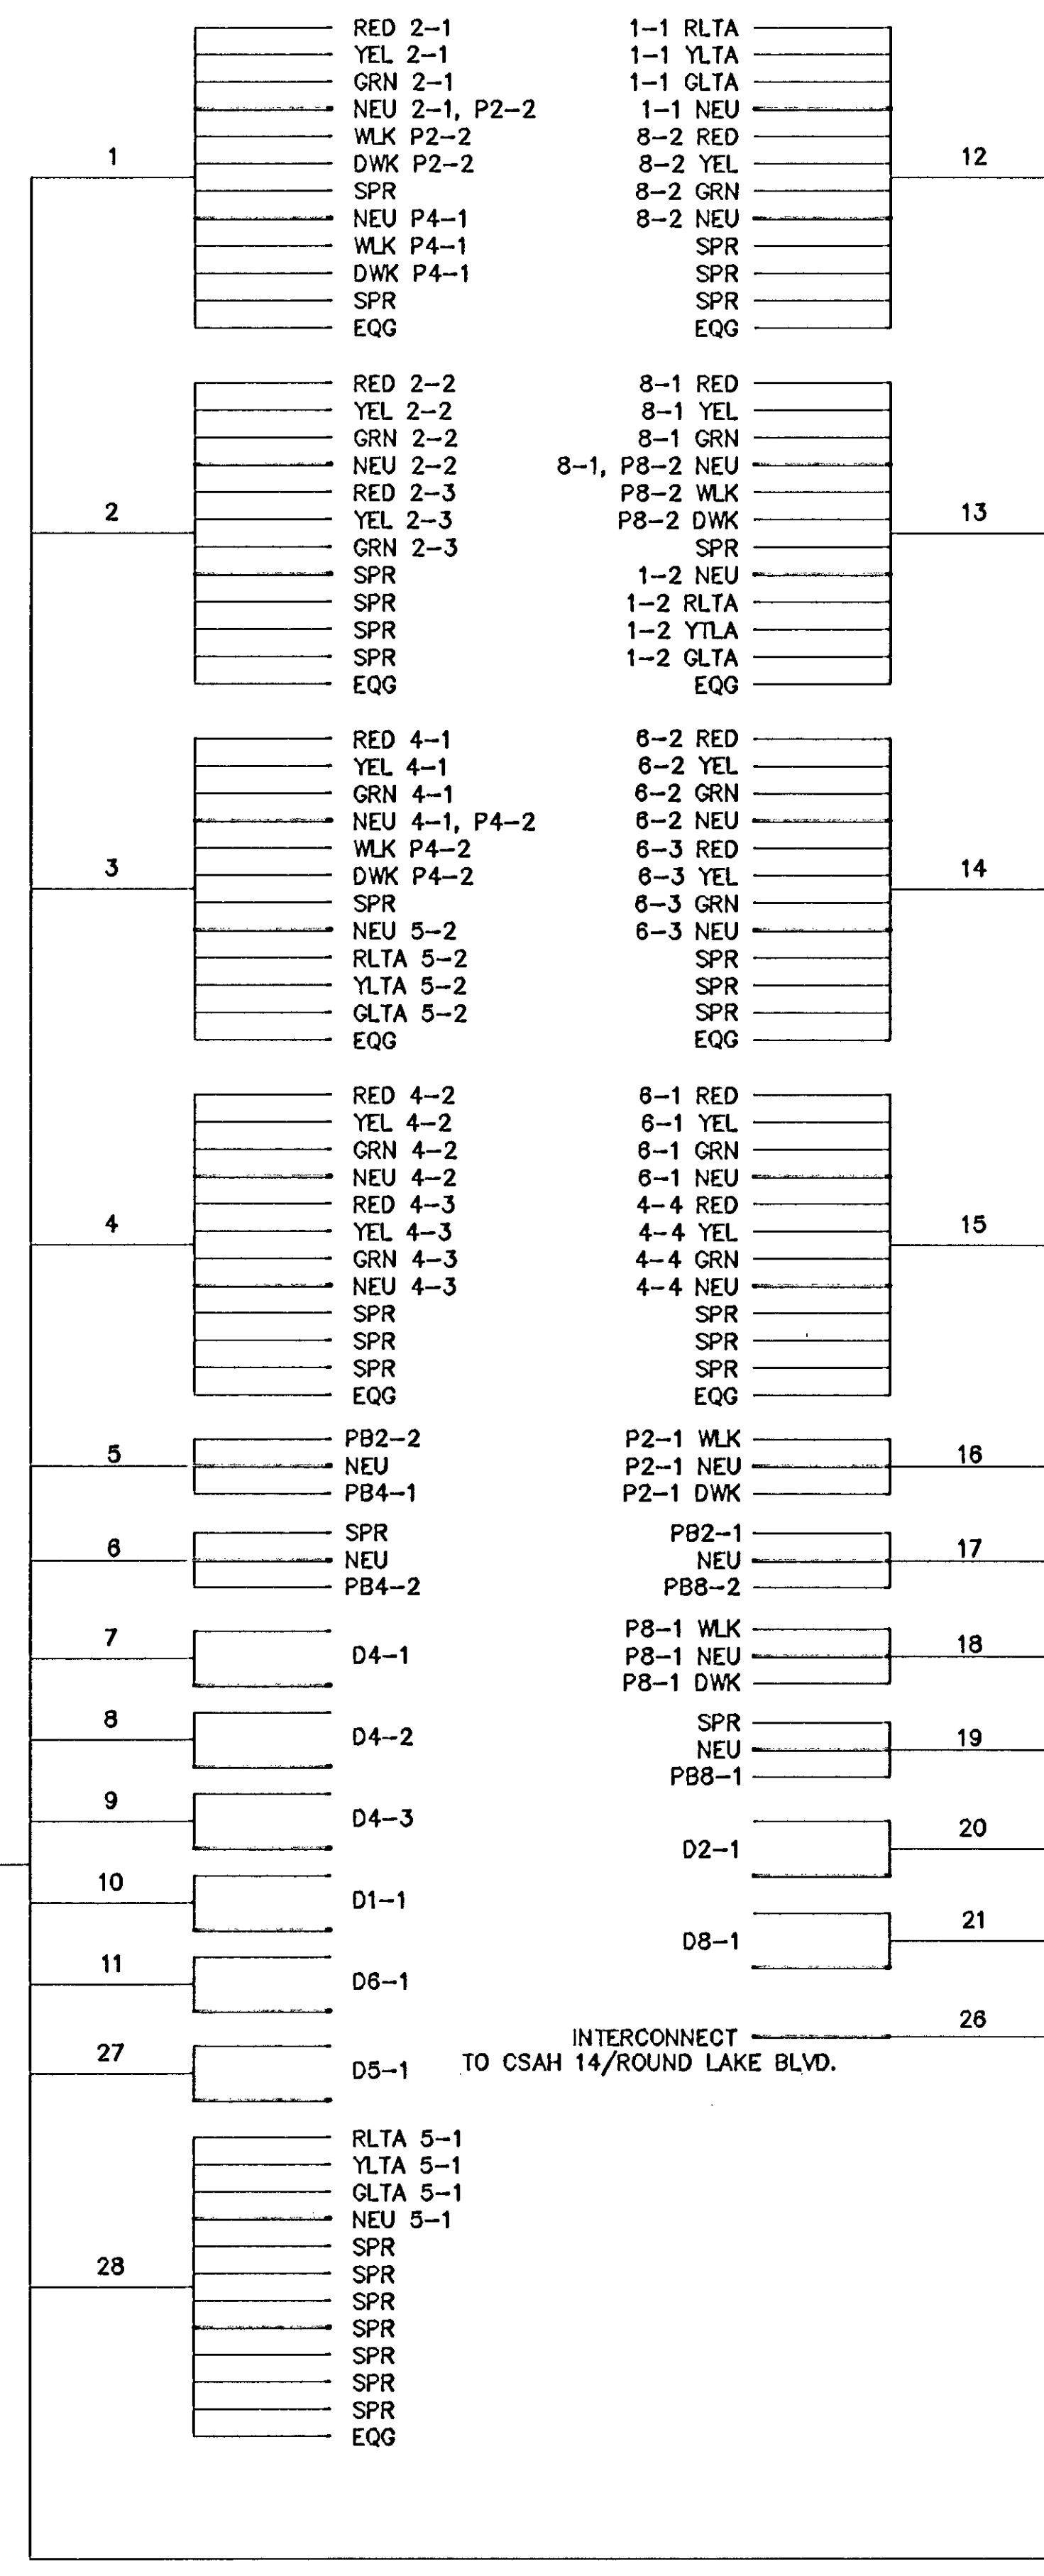 1
RED 2-1
YEL 2-1
GRN 2-1
NEU 2-1, P2-2
WLK P2-2
DWK P2-2
SPR
NEU P4-1
WLK P4-1
DWK P4-1
SPR
EQG
2
RED 2-2
YEL 2-2
GRN 2-2
NEU 2-2
RED 2-3
YEL 2-3
GRN 2-3
SPR
SPR
SPR
SPR
EQG
3
RED 4-1
YEL 4-1
GRN 4-1
NEU 4-1, P4-2
WLK P4-2
DWK P4-2
SPR
NEU 5-2
RLTA 5-2
YLTA 5-2
GLTA 5-2
EQG
4
RED 4-2
YEL 4-2
GRN 4-2
NEU 4-2
RED 4-3
YEL 4-3
GRN 4-3
NEU 4-3
SPR
SPR
SPR
EQG
5
PB2-2
NEU
PB4-1
6
SPR
NEU
PB4-2
7
D4-1
8
D4-2
9
D4-3
10
D1-1
11
D6-1
27
D5-1
28
RLTA 5-1
YLTA 5-1
GLTA 5-1
NEU 5-1
SPR
SPR
SPR
SPR
SPR
SPR
SPR
EQG
1-1 RLTA
1-1 YLTA
1-1 GLTA
1-1 NEU
8-2 RED
8-2 YEL
8-2 GRN
8-2 NEU
SPR
SPR
SPR
EQG
12
8-1 RED
8-1 YEL
8-1 GRN
8-1, P8-2 NEU
P8-2 WLK
P8-2 DWK
SPR
1-2 NEU
1-2 RLTA
1-2 YTLA
1-2 GLTA
EQG
13
6-2 RED
6-2 YEL
6-2 GRN
6-2 NEU
6-3 RED
6-3 YEL
6-3 GRN
6-3 NEU
SPR
SPR
SPR
EQG
14
6-1 RED
6-1 YEL
6-1 GRN
6-1 NEU
4-4 RED
4-4 YEL
4-4 GRN
4-4 NEU
SPR
SPR
SPR
EQG
15
P2-1 WLK
P2-1 NEU
P2-1 DWK
16
PB2-1
NEU
PB8-2
17
P8-1 WLK
P8-1 NEU
P8-1 DWK
18
SPR
NEU
PB8-1
19
D2-1
20
D8-1
21
INTERCONNECT
TO CSAH 14/ROUND LAKE BLVD.
26